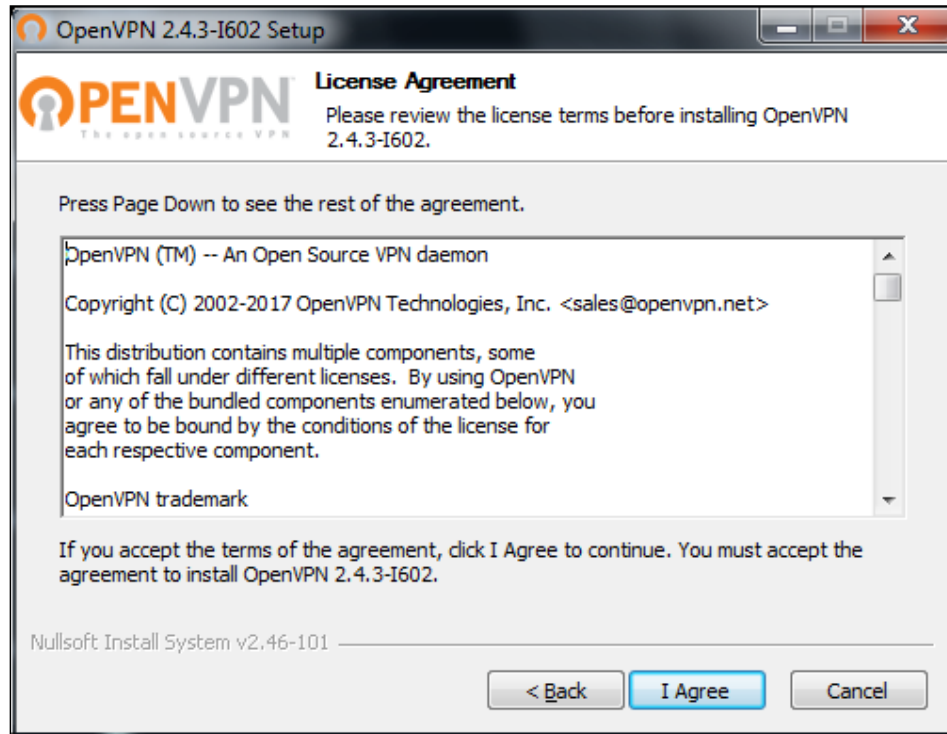 OpenVPN 2.4.3-I602 Setup
OPENVPN™
The open source VPN
License Agreement
Please review the license terms before installing OpenVPN
2.4.3-I602.
Press Page Down to see the rest of the agreement.
OpenVPN (TM) -- An Open Source VPN daemon
Copyright (C) 2002-2017 OpenVPN Technologies, Inc. <sales@openvpn.net>
This distribution contains multiple components, some
of which fall under different licenses.  By using OpenVPN
or any of the bundled components enumerated below, you
agree to be bound by the conditions of the license for
each respective component.
OpenVPN trademark
If you accept the terms of the agreement, click I Agree to continue. You must accept the
agreement to install OpenVPN 2.4.3-I602.
Nullsoft Install System v2.46-101
< Back
I Agree
Cancel